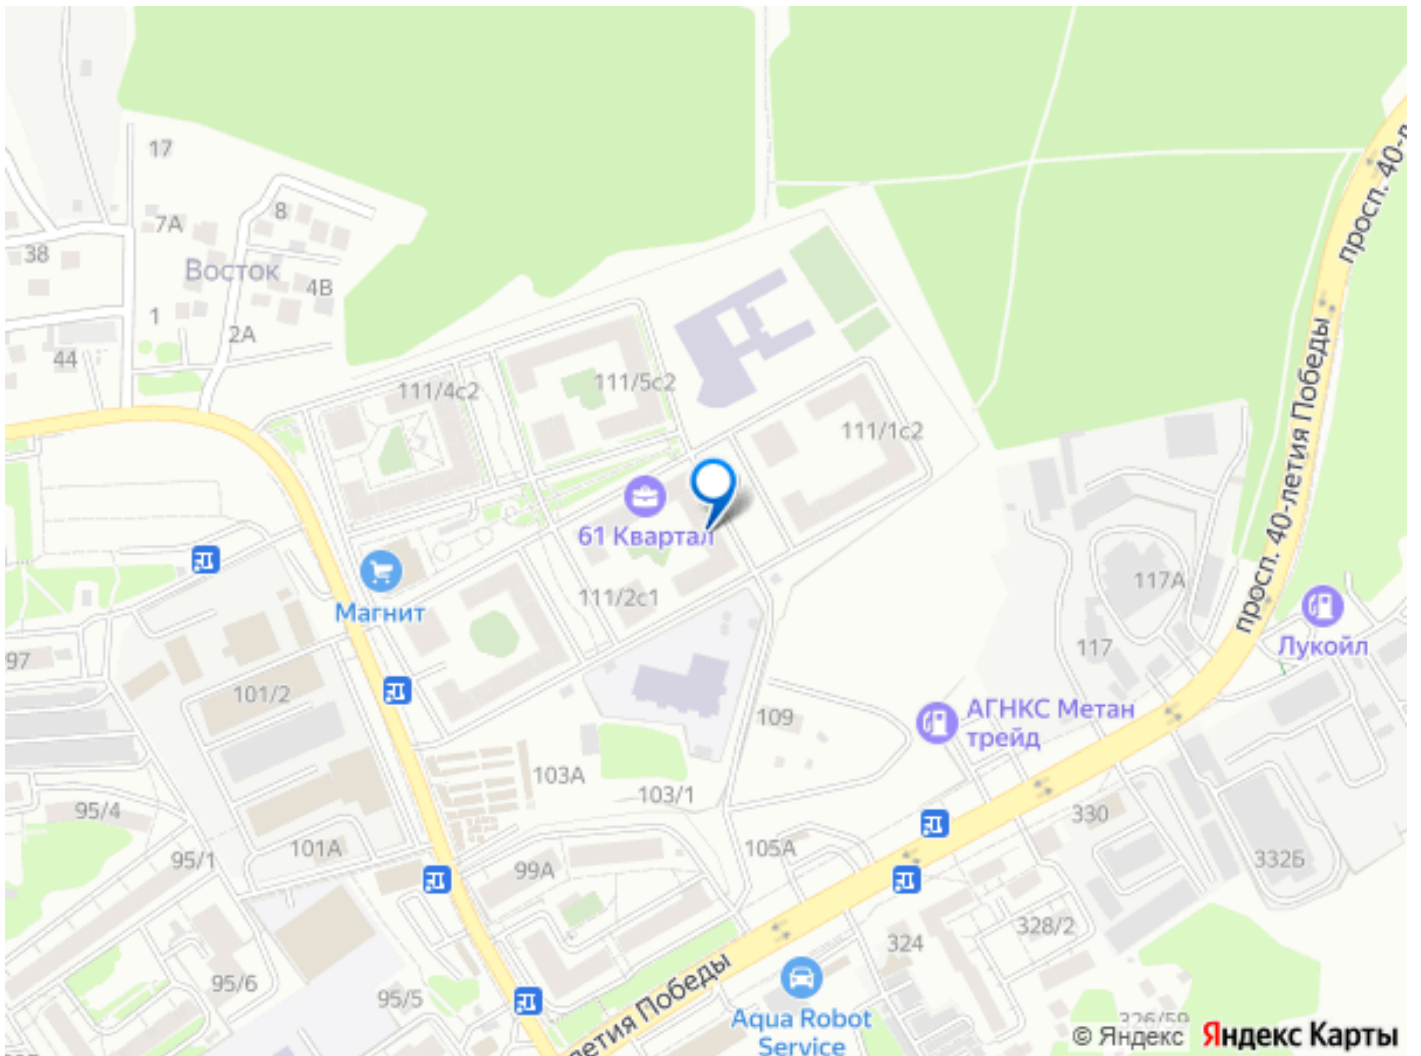 17
просп. 40-л
8
7А
38
Восток
4В
1
2А
44
просп. 40-летия Победы
111/4с2
111/5с2
111/1с2
61 Квартал
117А
Магнит
111/2с1
117
Лукойл
97
101/2
109
АГНКС Метан
трейд
103А
103/1
95/4
330
101А
95/1
99А
105А
332Б
328/2
324
95/6
95/5
летия Победы
Aqua Robot
Service
326/59
© Яндекс
Яндекс Карты